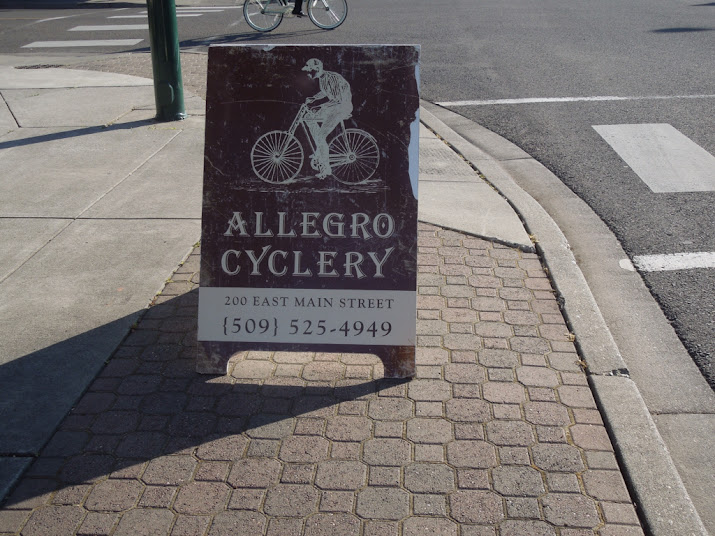 ALLEGRO
CYCLERY
200 EAST MAIN STREET
{509} 525-4949